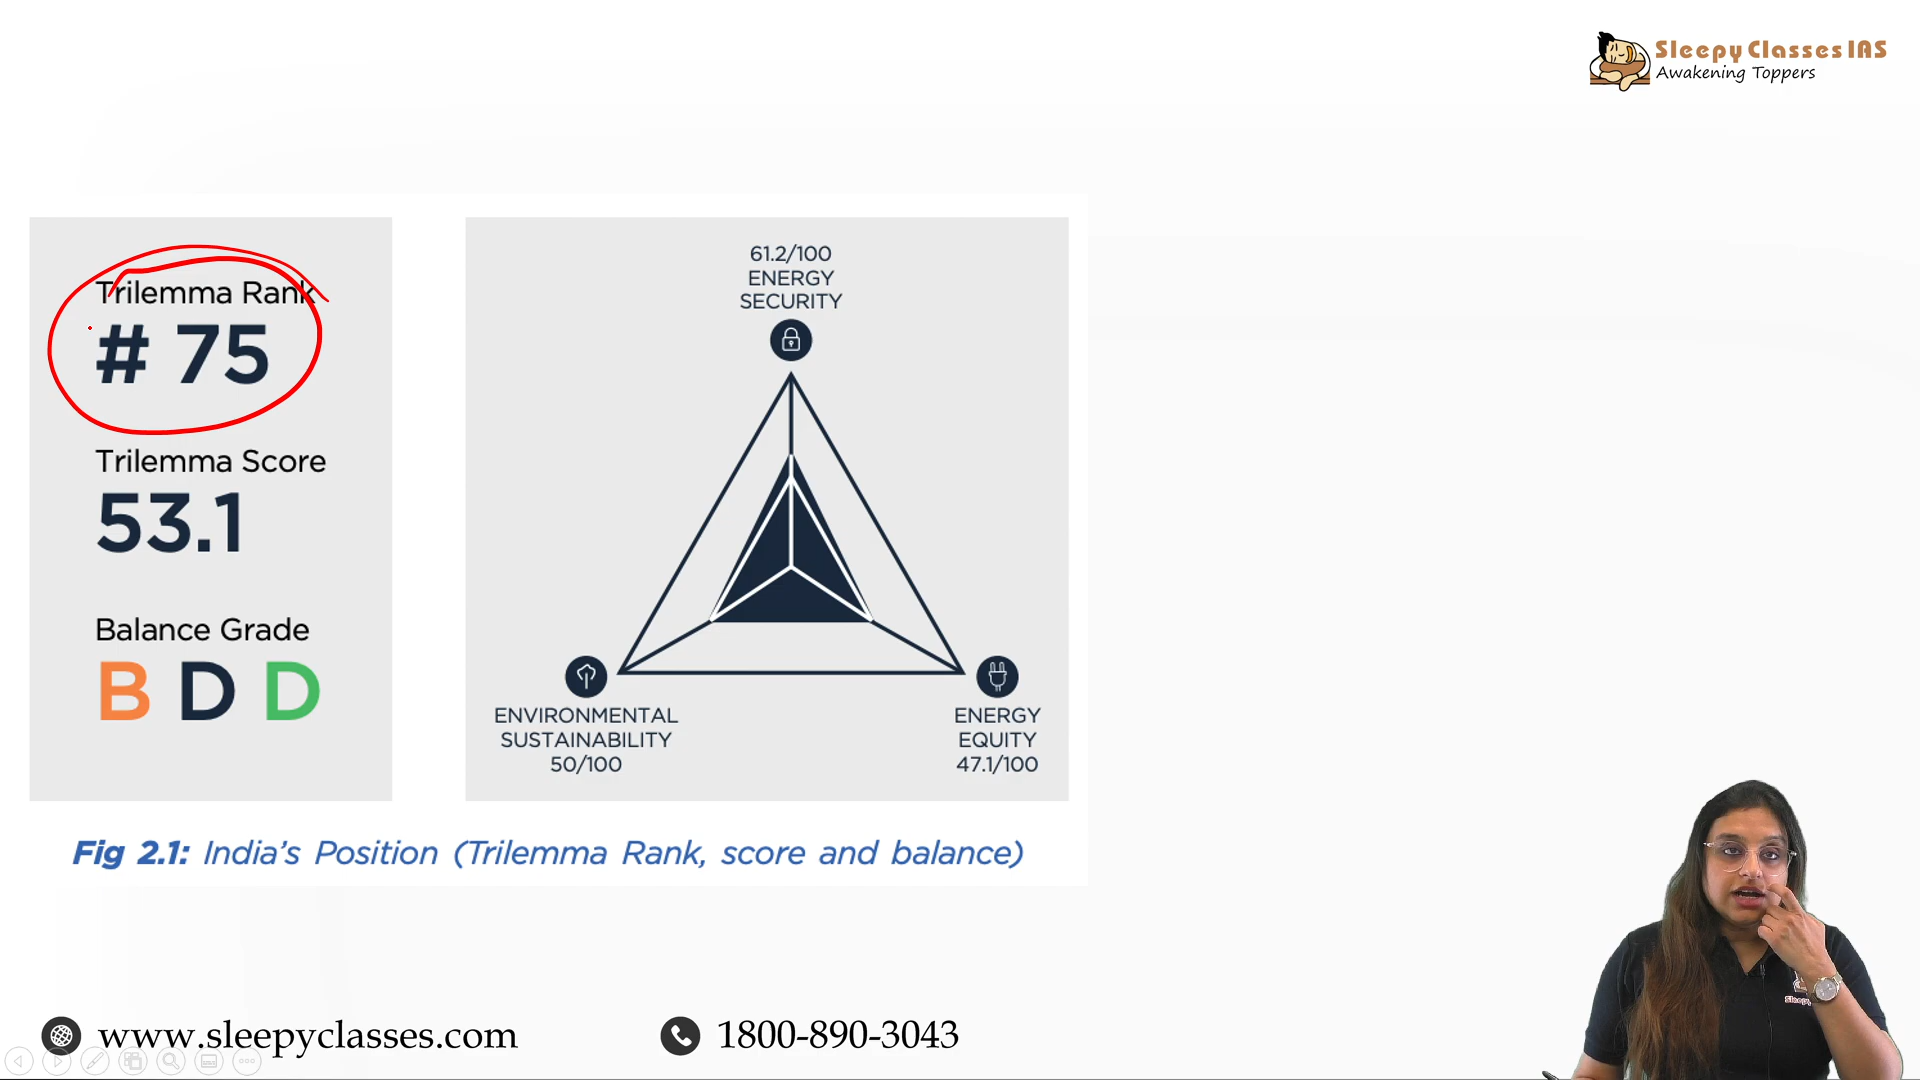 Sleepy Classes IAS
Awakening Toppers
Trilemma Rank
# 75
Trilemma Score
53.1
Balance Grade
B D D
61.2/100
ENERGY
SECURITY
ENVIRONMENTAL
SUSTAINABILITY
50/100
ENERGY
EQUITY
47.1/100
Fig 2.1: India's Position (Trilemma Rank, score and balance)
www.sleepyclasses.com
1800-890-3043